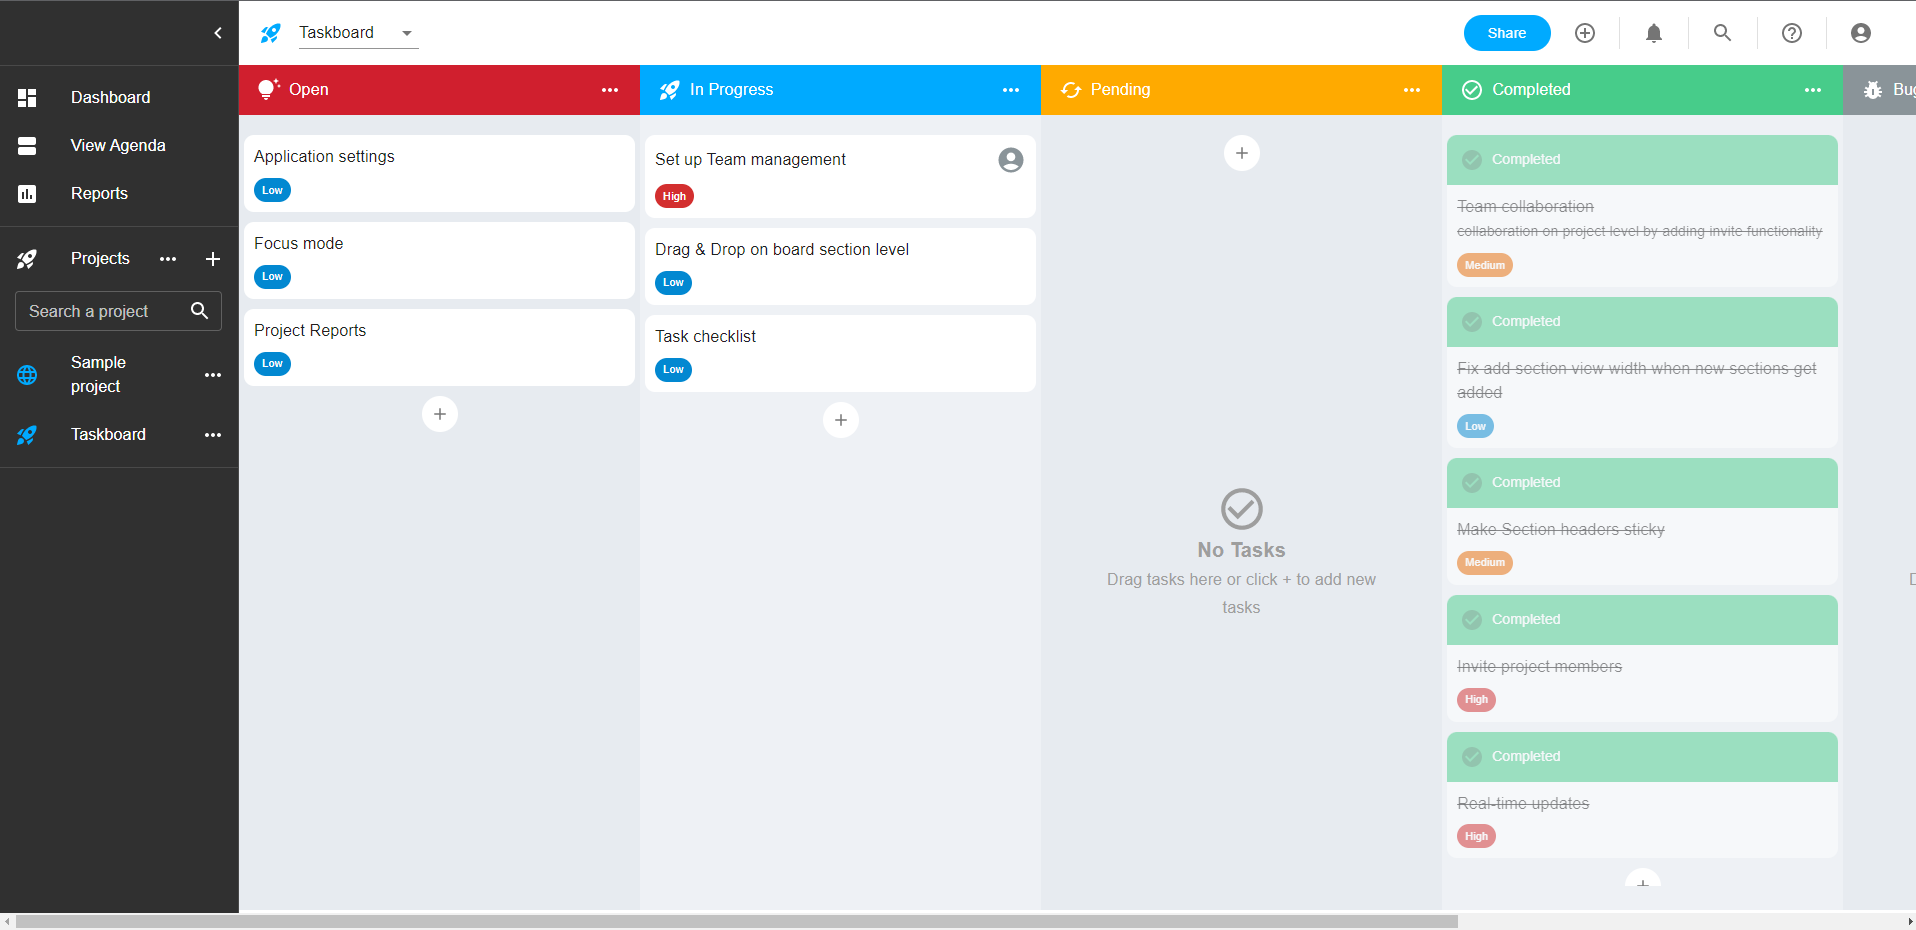 Taskboard
Share
Dashboard
View Agenda
Reports
Projects
Search a project
Sample
project
Taskboard
Open
Application settings
Low
Focus mode
Low
Project Reports
Low
In Progress
Set up Team management
High
Drag & Drop on board section level
Low
Task checklist
Low
Pending
No Tasks
Drag tasks here or click + to add new
tasks
Completed
Completed
Team collaboration
collaboration on project level by adding invite functionality
Medium
Completed
Fix add section view width when new sections get
added
Low
Completed
Make Section headers sticky
Medium
Completed
Invite project members
High
Completed
Real-time updates
High